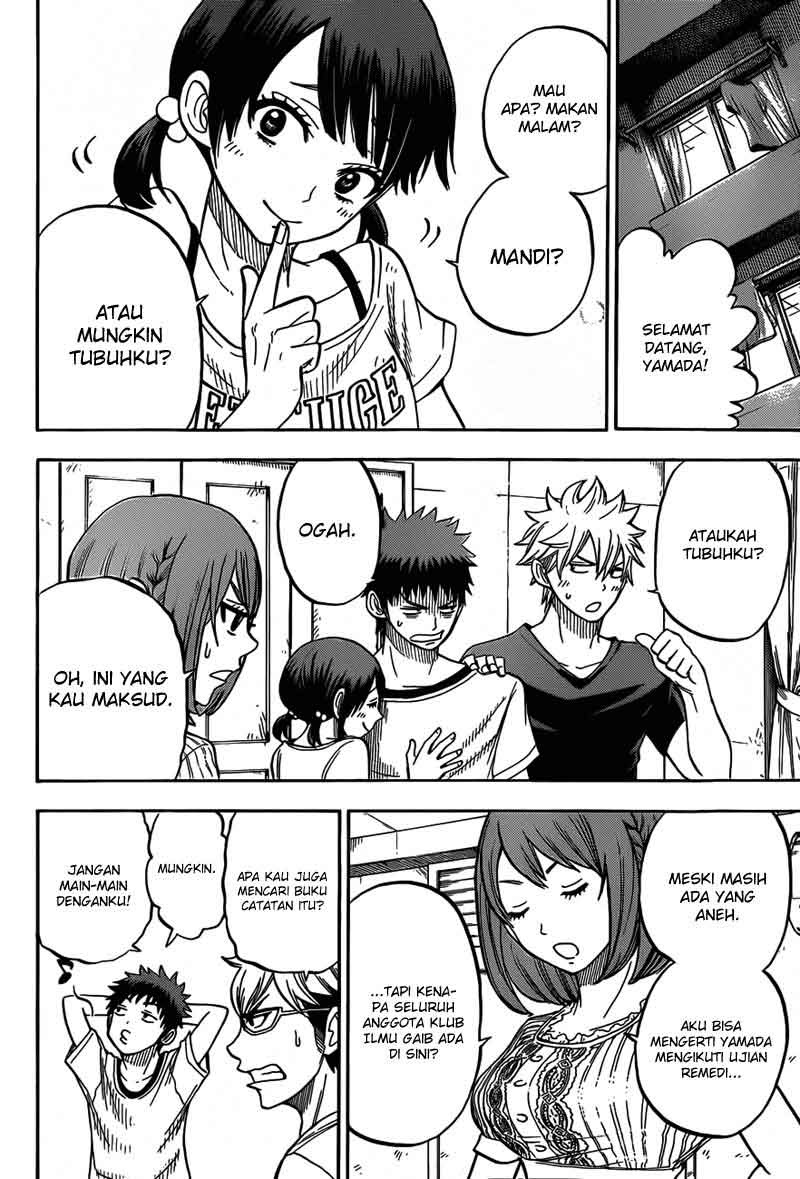 SELAMAT
DATANG,
YAMADA!
MAU
APA? MAKAN
MALAM?
MANDI?
ATAU
MUNGKIN
TUBUHKU?
ATAUKAH
TUBUHKU?
OGAH.
OH, INI YANG
KAU MAKSUD.
MESKI MASIH
ADA YANG
ANEH.
AKU BISA
MENGERTI YAMADA
MENGIKUTI UJIAN
REMEDI...
...TAPI KENA-
PA SELURUH
ANGGOTA KLUB
ILMU GAIB ADA
DI SINI?
APA KAU JUGA
MENCARI BUKU
CATATAN ITU?
MUNGKIN.
JANGAN
MAIN-MAIN
DENGANKU!